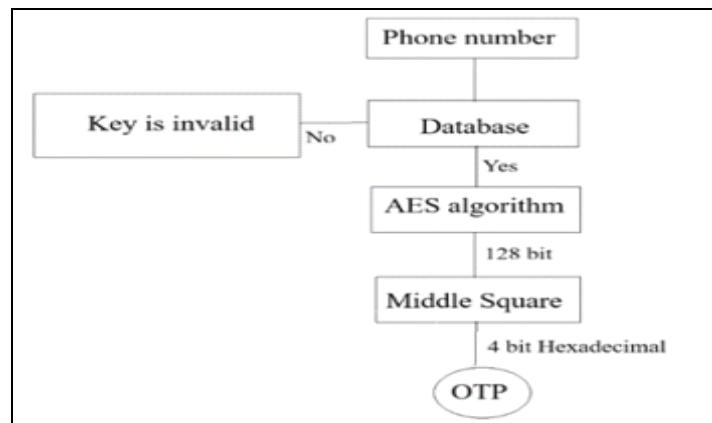 Phone number
Key is invalid
No
Database
Yes
AES algorithm
128 bit
Middle Square
4 bit Hexadecimal
OTP